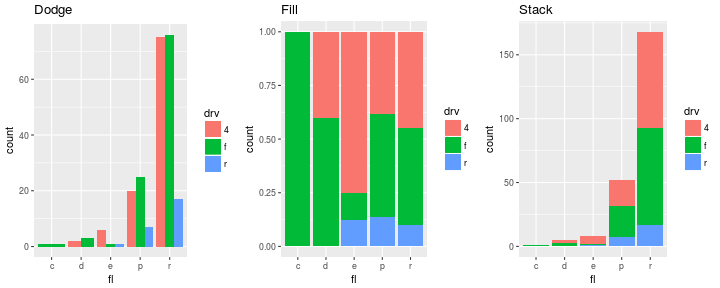 Dodge
count
60
40
20
0
c d e p r
fl
drv
4
f
r
Fill
count
1.00
0.75
0.50
0.25
0.00
c d e p r
fl
drv
4
f
r
Stack
count
150
100
50
0
c d e p r
fl
drv
4
f
r